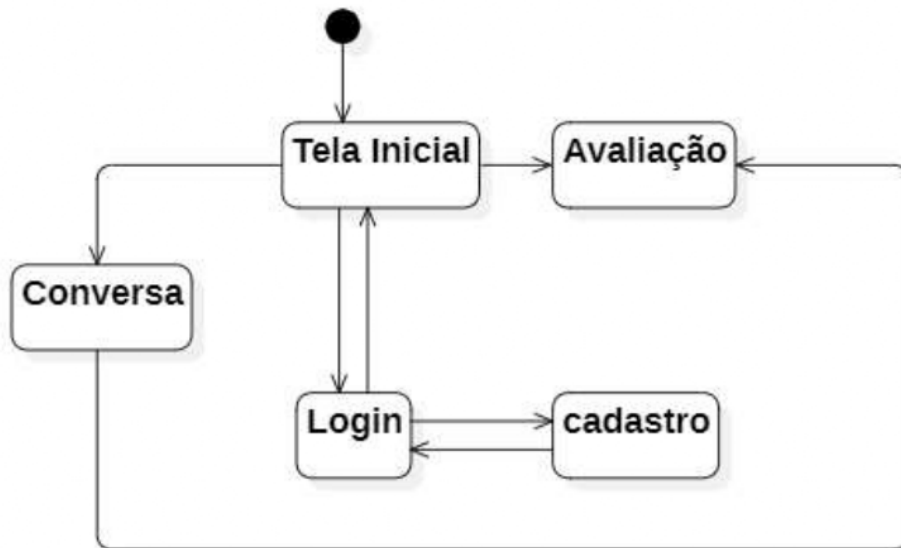 Tela Inicial
Avaliação
Conversa
Login
cadastro